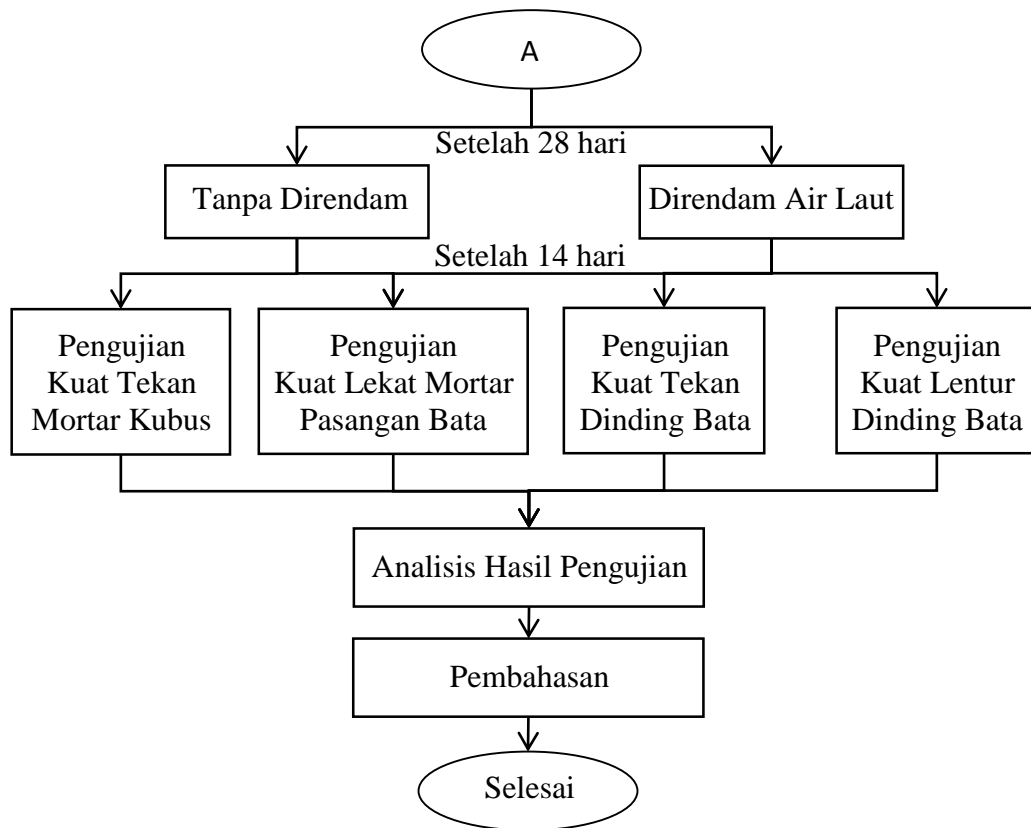 A
Setelah 28 hari
Tanpa Direndam
Direndam Air Laut
Setelah 14 hari
Pengujian
Kuat Tekan
Mortar Kubus
Pengujian
Kuat Lekat Mortar
Pasangan Bata
Pengujian
Kuat Tekan
Dinding Bata
Pengujian
Kuat Lentur
Dinding Bata
Analisis Hasil Pengujian
Pembahasan
Selesai